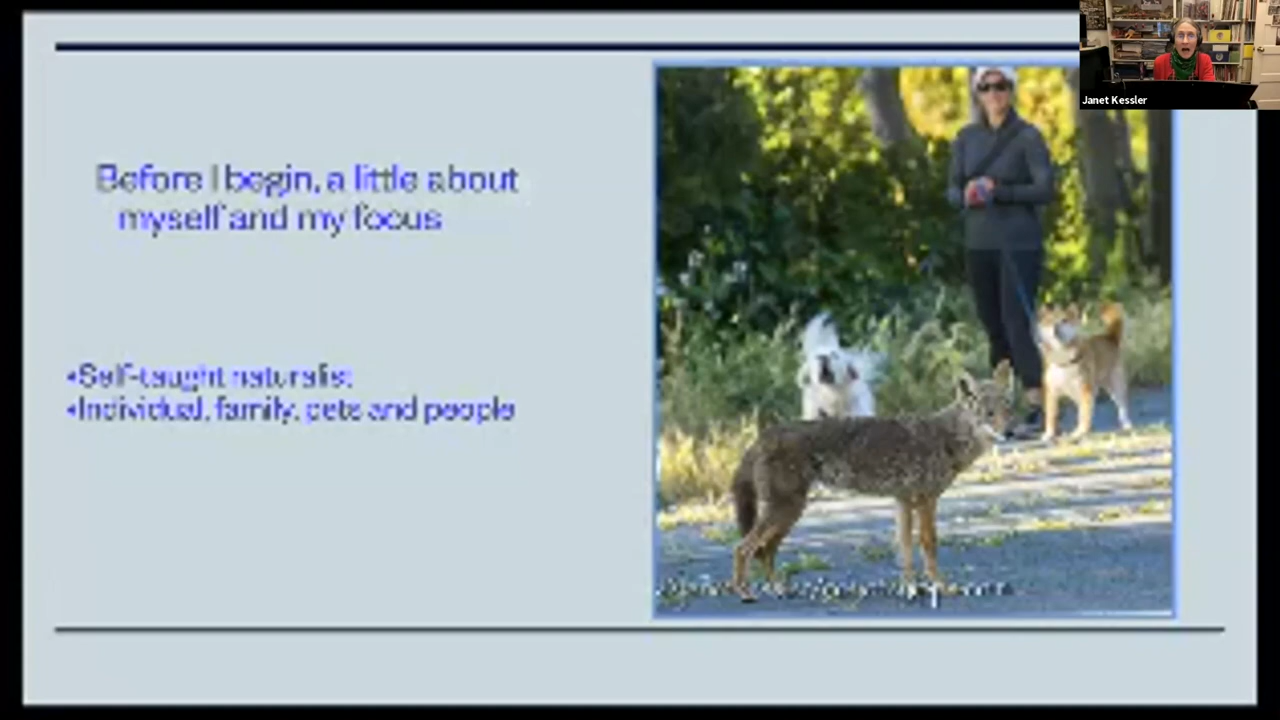 Janet Kessler
Before I begin, a little about
myself and my focus
•Self-taught naturalist
•Individual, family, pets and people